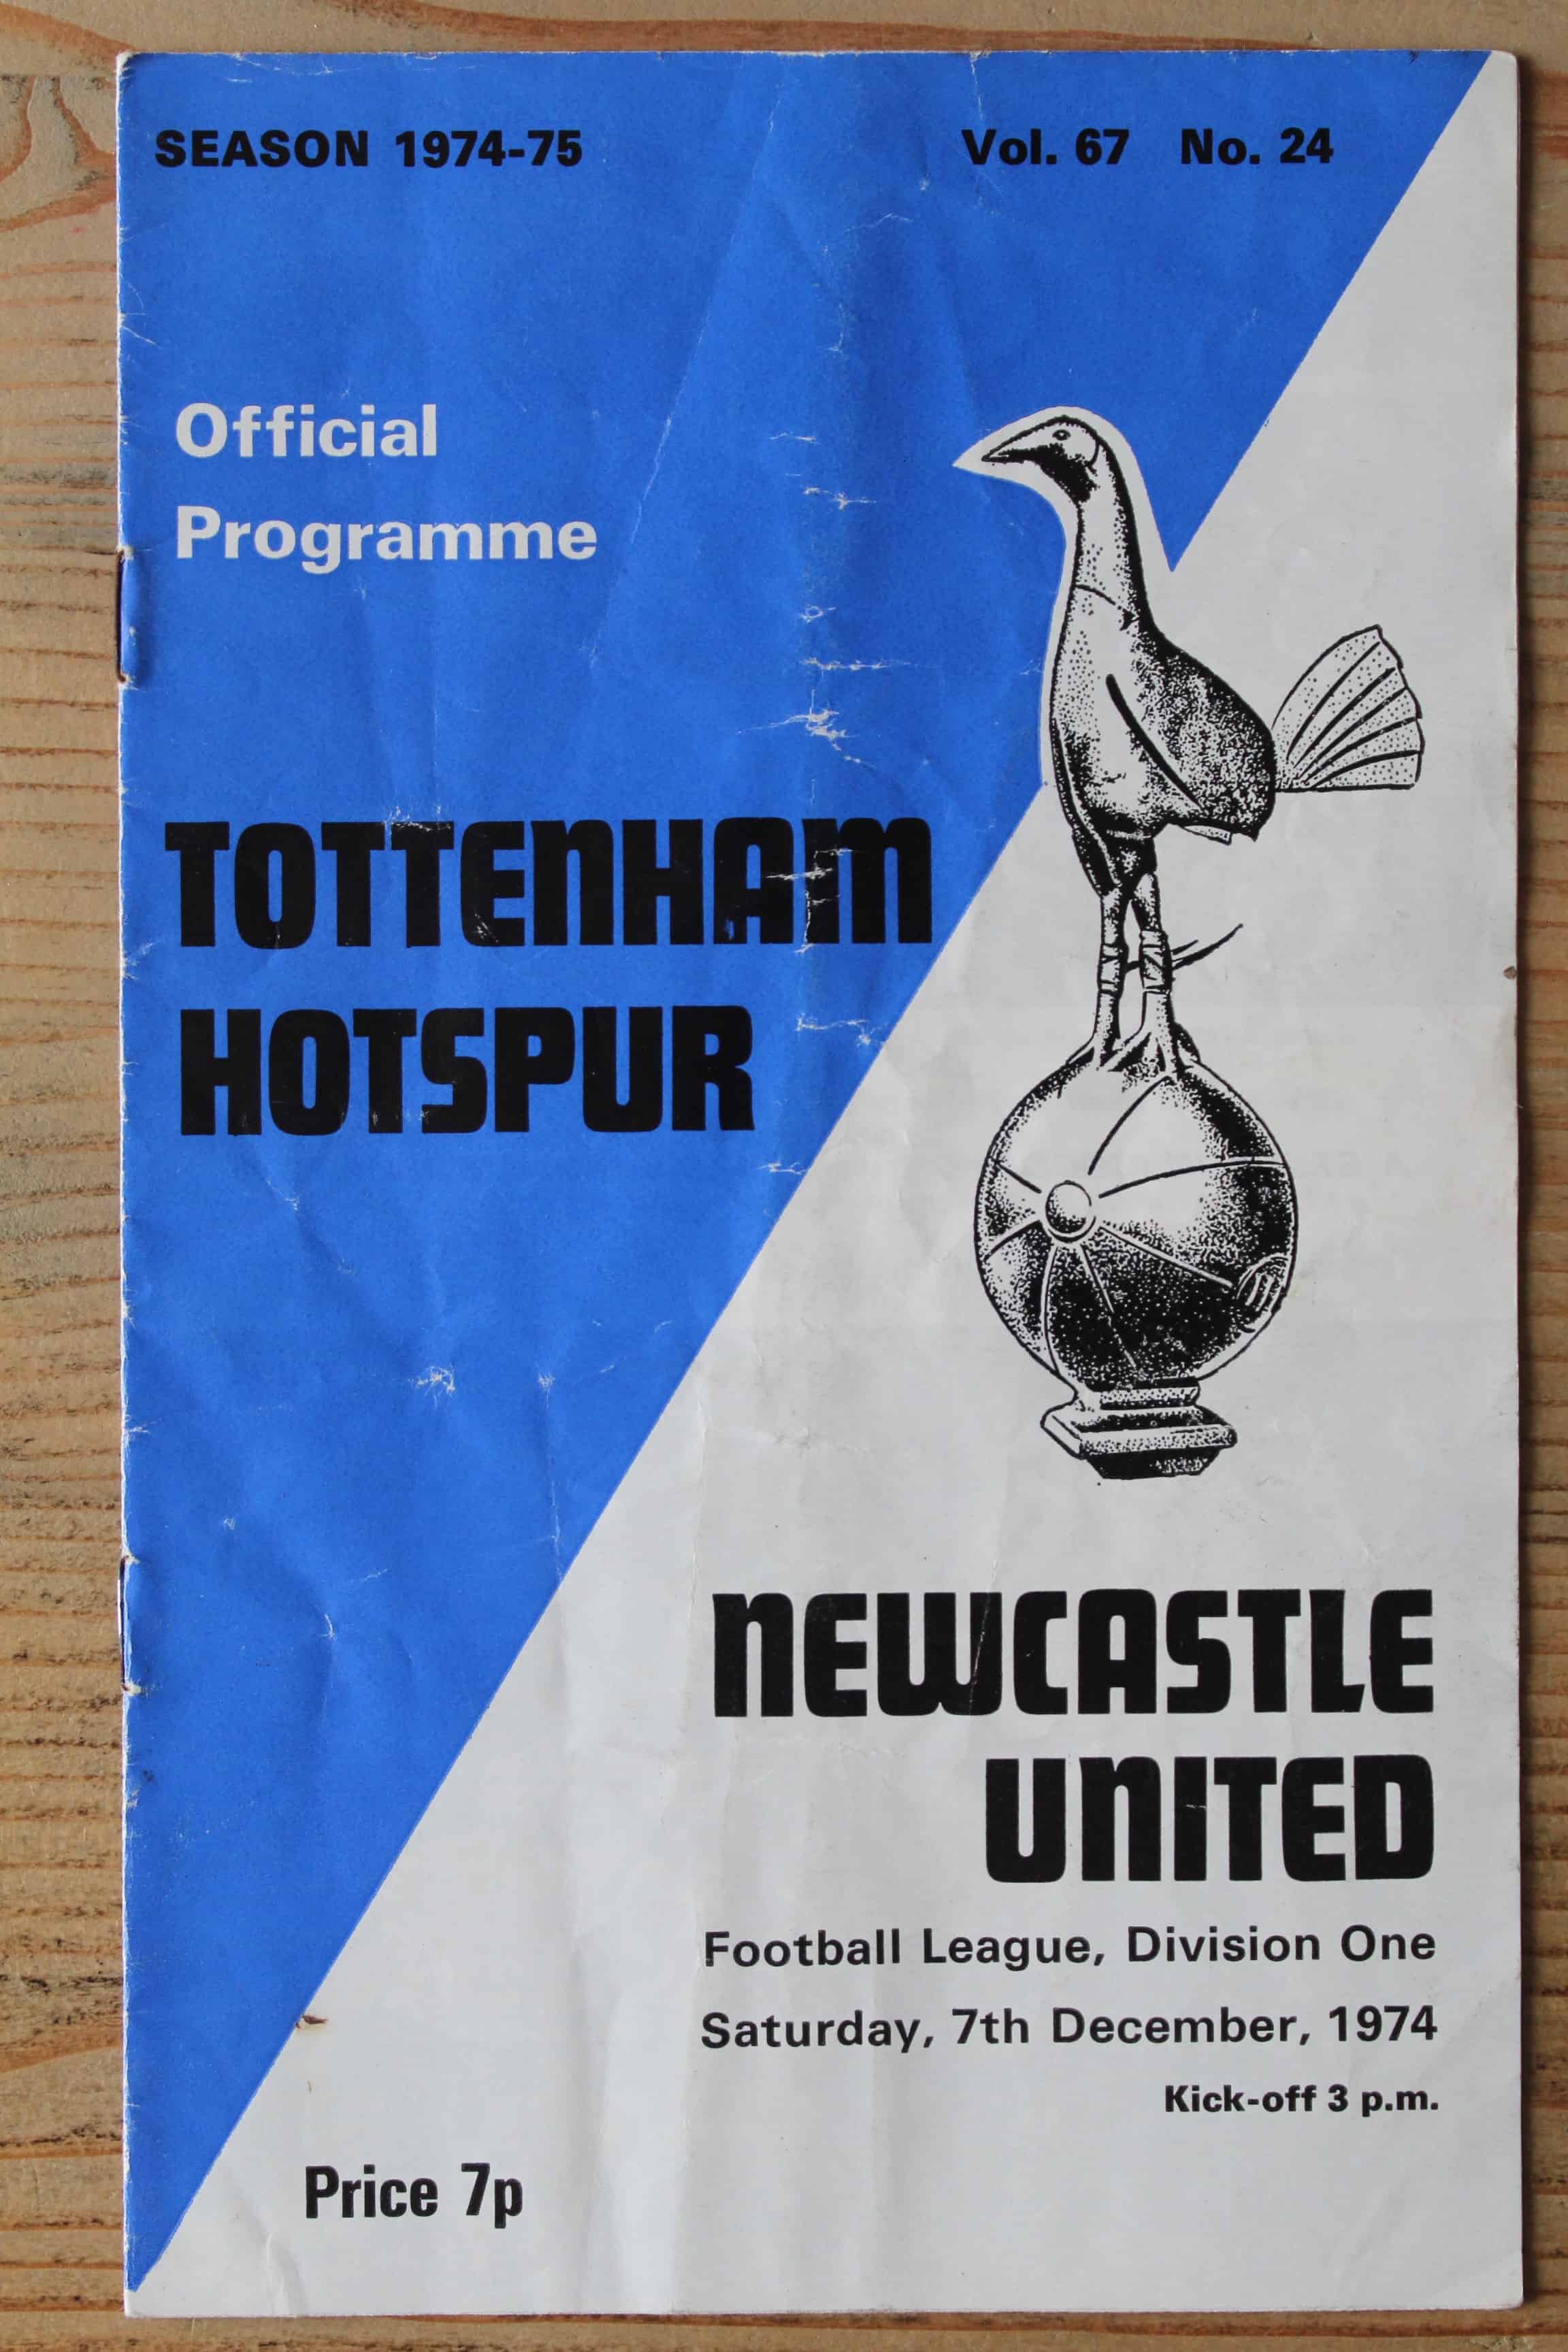 SEASON 1974-75 Vol. 67 No. 24
Official
Programme
TOTTENHAM
HOTSPUR
NEWCASTLE
UNITED
Football League, Division One
Saturday, 7th December, 1974
Kick-off 3 p.m.
Price 7p